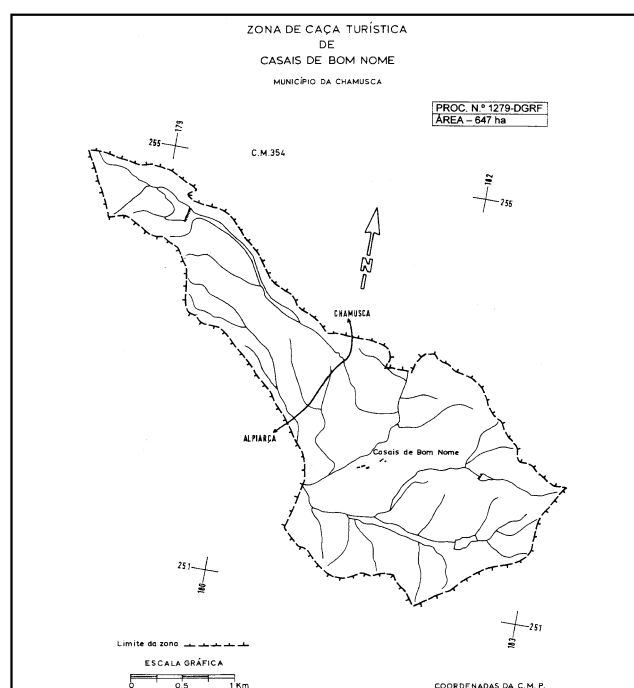 ZONA DE CAÇA TURÍSTICA
DE
CASAIS DE BOM NOME
MUNICÍPIO DA CHAMUSCA
PROC. N.º 1279-DGRF
ÁREA – 647 ha
179
255
C.M.354
182
255
N
CHAMUSCA
ALPIARÇA
Casais de Bom Nome
251
180
251
183
Limite da zona
ESCALA GRÁFICA
0 0.5 1 Km
COORDENADAS DA C.M.P.